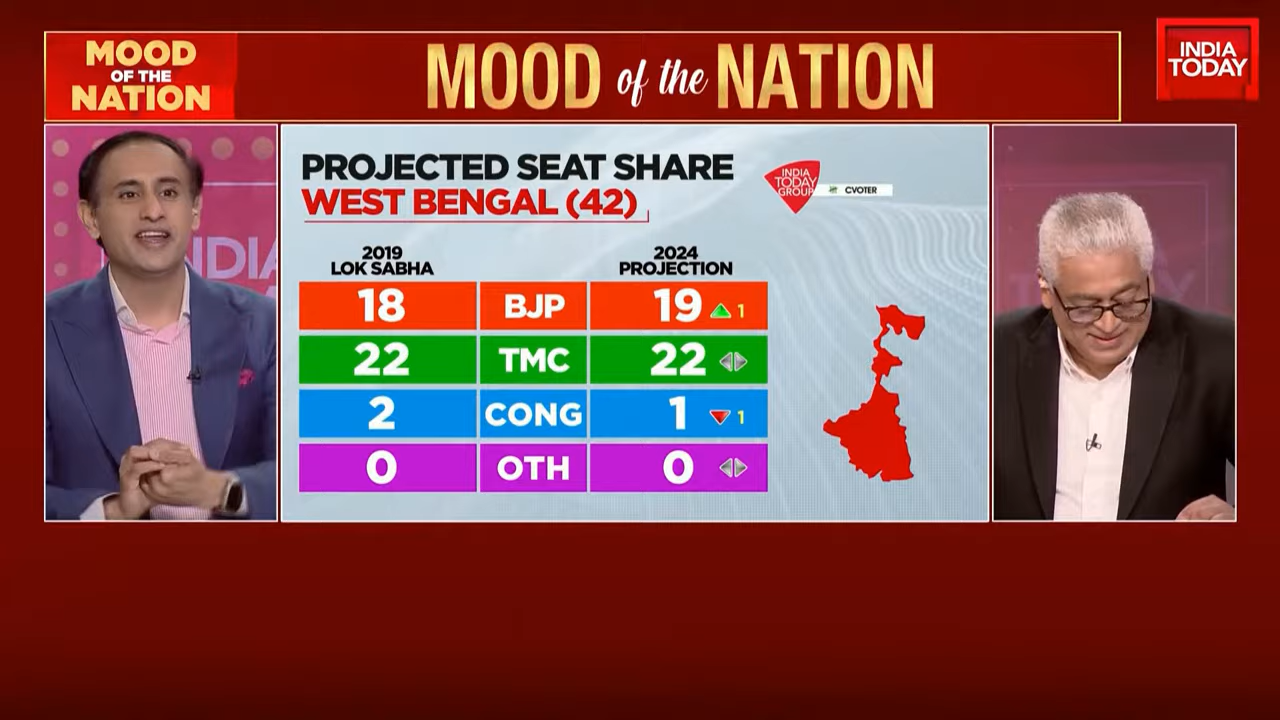 MOOD
OF THE
NATION
MOOD of the NATION
INDIA
TODAY
PROJECTED SEAT SHARE
WEST BENGAL (42)
INDIA
TODAY
GROUP
CVOTER
2019
LOK SABHA
2024
PROJECTION
18 BJP 19 1
22 TMC 22
2 CONG 1 1
0 OTH 0
NDIA